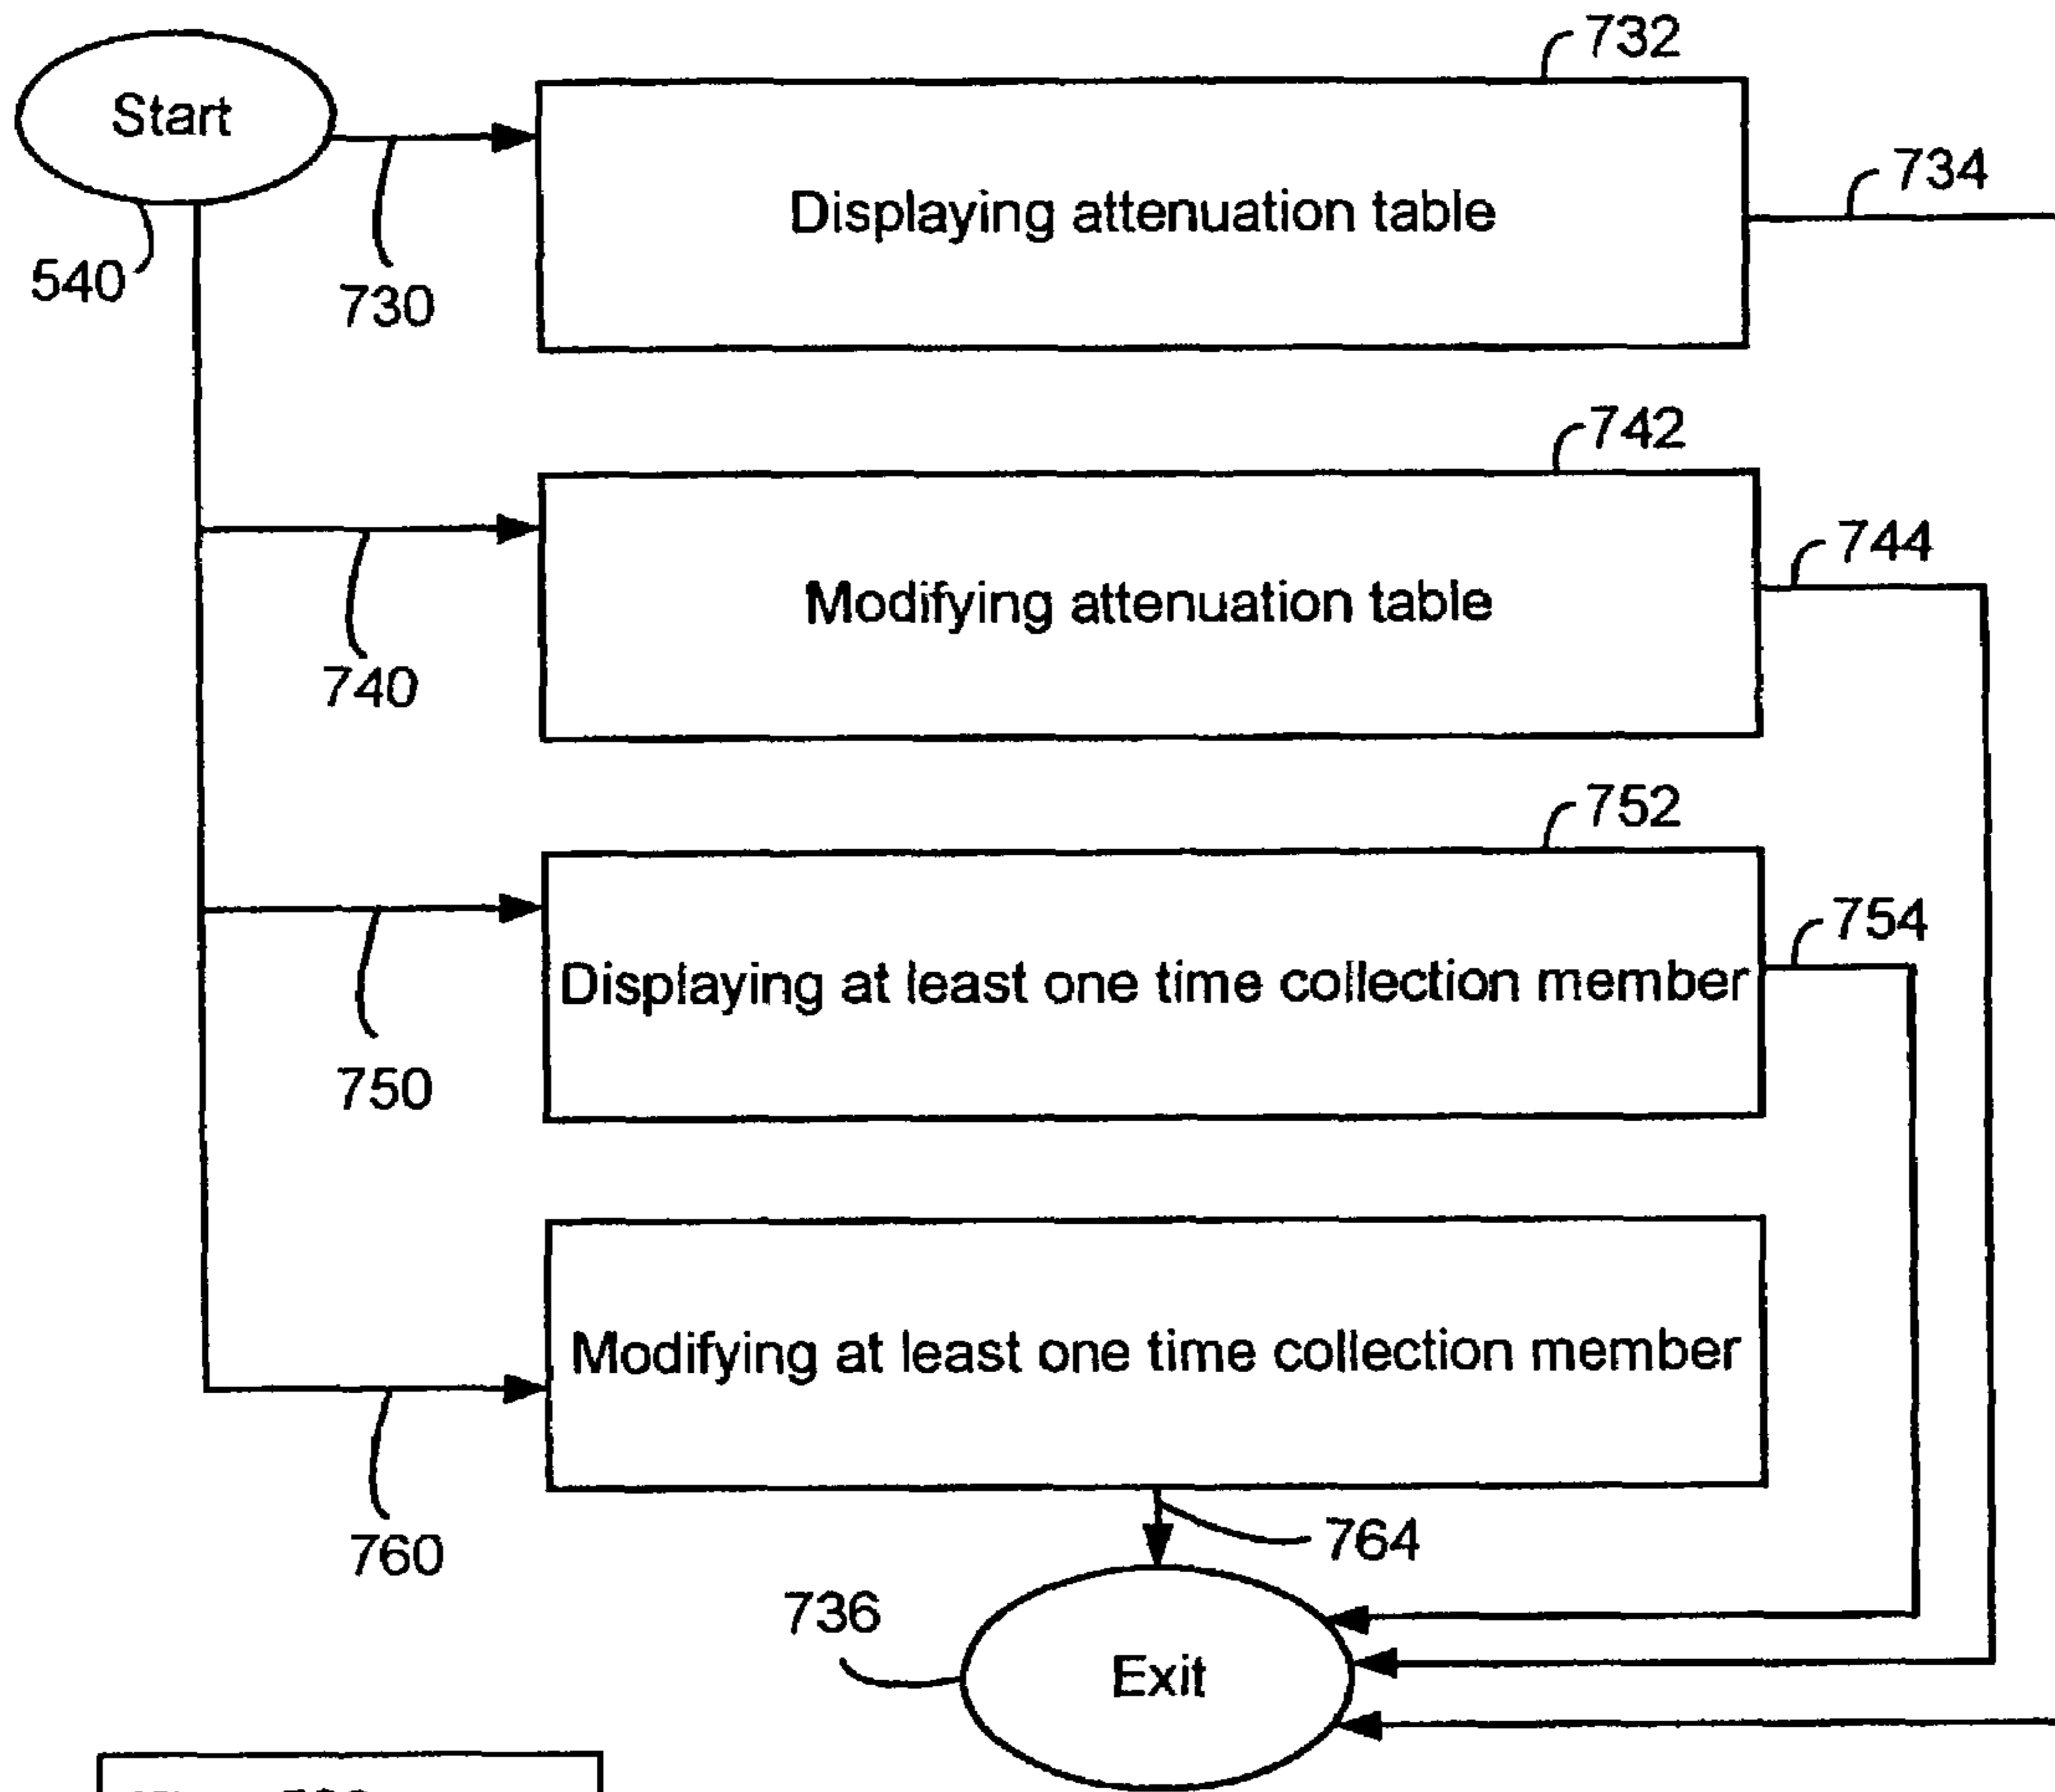 732
Start
734
Displaying attenuation table
540
730
742
744
Modifying attenuation table
740
752
754
Displaying at least one time collection member
750
Modifying at least one time collection member
764
760
736
Exit